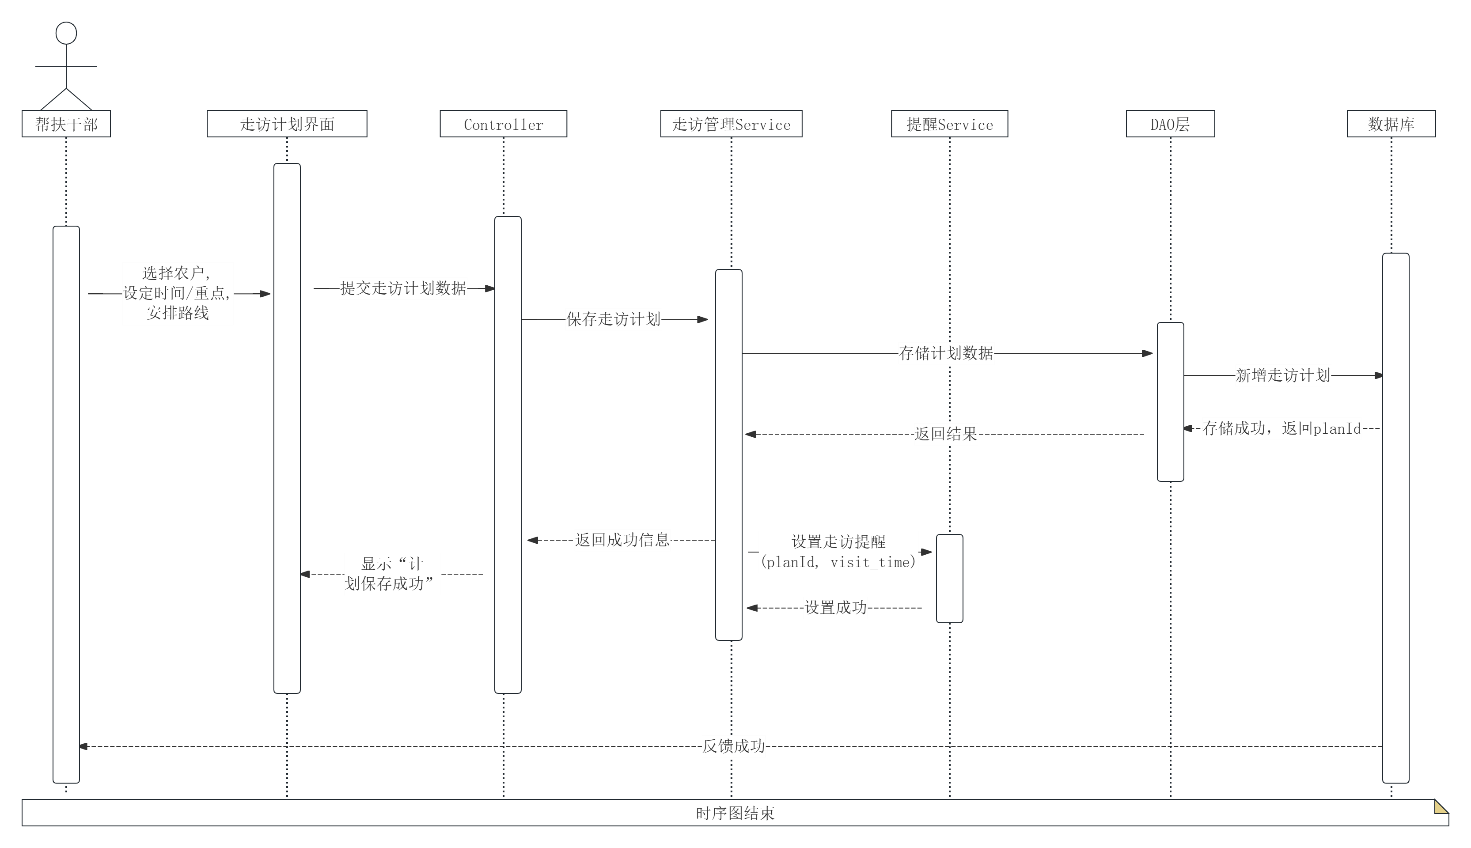 帮扶干部
走访计划界面
Controller
走访管理Service
提醒Service
DAO层
数据库
选择农户,
设定时间/重点,
安排路线
提交走访计划数据
保存走访计划
存储计划数据
新增走访计划
存储成功, 返回planId
返回结果
返回成功信息
设置走访提醒
(planId, visit time)
显示“计
划保存成功”
设置成功
反馈成功
时序图结束